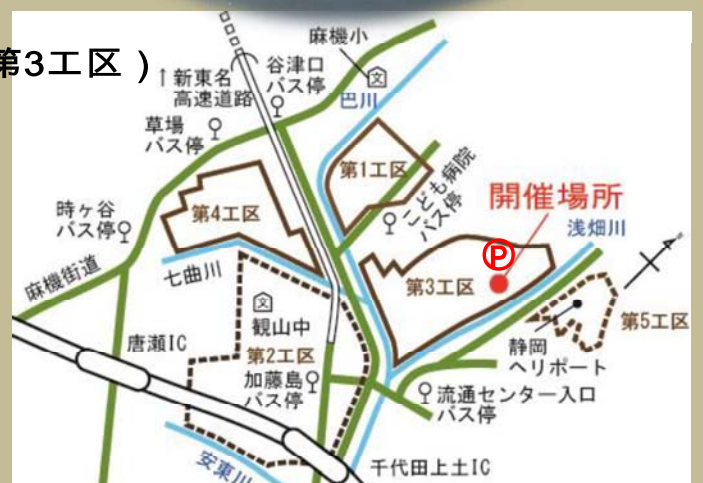 第3工区）
麻機小
文
谷津口
バス停
↑新東名
高速道路
巴川
草場
バス停
第1工区
こども病院
バス停
開催場所
P
浅畑川
第4工区
時ヶ谷
バス停
麻機街道
七曲川
第3工区
第5工区
文
観山中
静岡
ヘリポート
唐瀬IC
第2工区
加藤島
バス停
流通センター入口
バス停
安東川
千代田上土IC